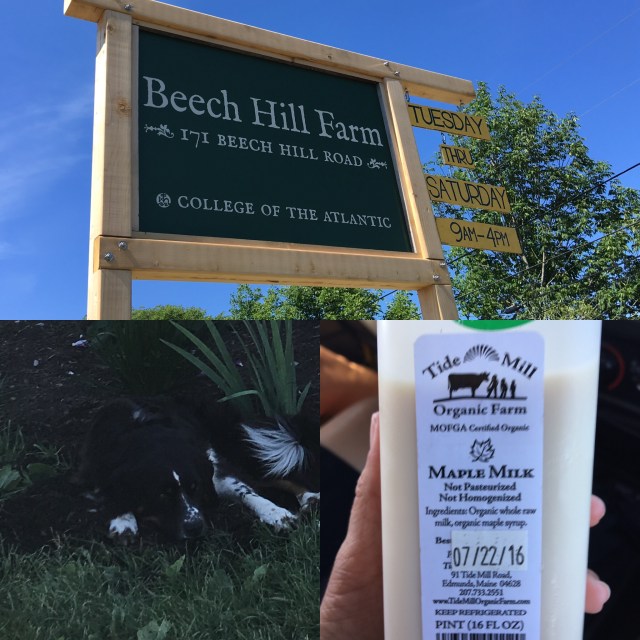 Beech Hill Farm
171 BEECH HILL ROAD
COLLEGE OF THE ATLANTIC
TUESDAY
THRU
SATURDAY
9AM-4PM
Tide Mill
Organic Farm
MOFGA Certified Organic
MAPLE MILK
Not Pasteurized
Not Homogenized
Ingredients: Organic whole raw
milk, organic maple syrup.
07/22/16
91 Tide Mill Road,
Edmunds, Maine 04628
207.733.2551
www.TideMillOrganicFarm.com
KEEP REFRIGERATED
PINT (16 FL OZ)